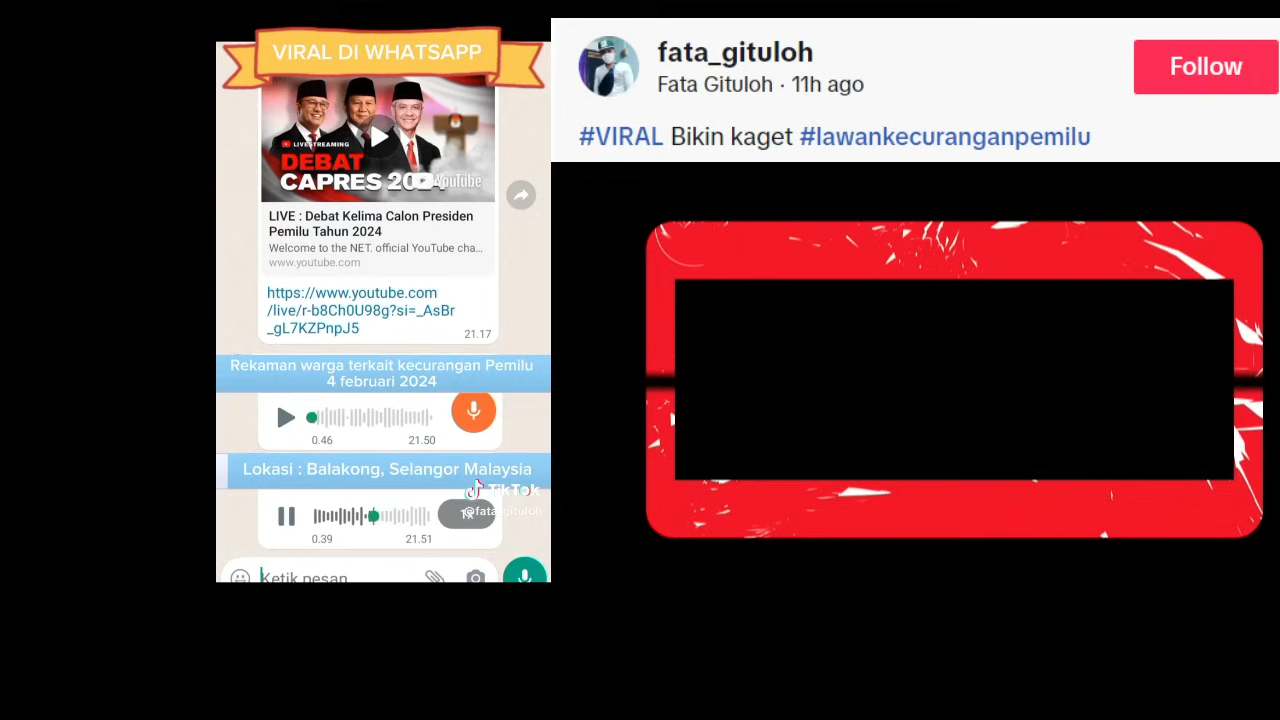 VIRAL DI WHATSAPP
LIVESTREAMING
DEBAT
CAPRES 2024
YouTube
LIVE : Debat Kelima Calon Presiden
Pemilu Tahun 2024
Welcome to the NET. official YouTube cha...
www.youtube.com
https://www.youtube.com
/live/r-b8Ch0U98g?si=_AsBr
_gL7KZPnpJ5
21.17
Rekaman warga terkait kecurangan Pemilu
4 februari 2024
0.46
21.50
Lokasi : Balakong, Selangor Malaysia
TikTok
@fata_gituloh
0.39
21.51
Ketik pesan
fata_gituloh
Fata Gituloh · 11h ago
Follow
#VIRAL Bikin kaget #lawankecuranganpemilu